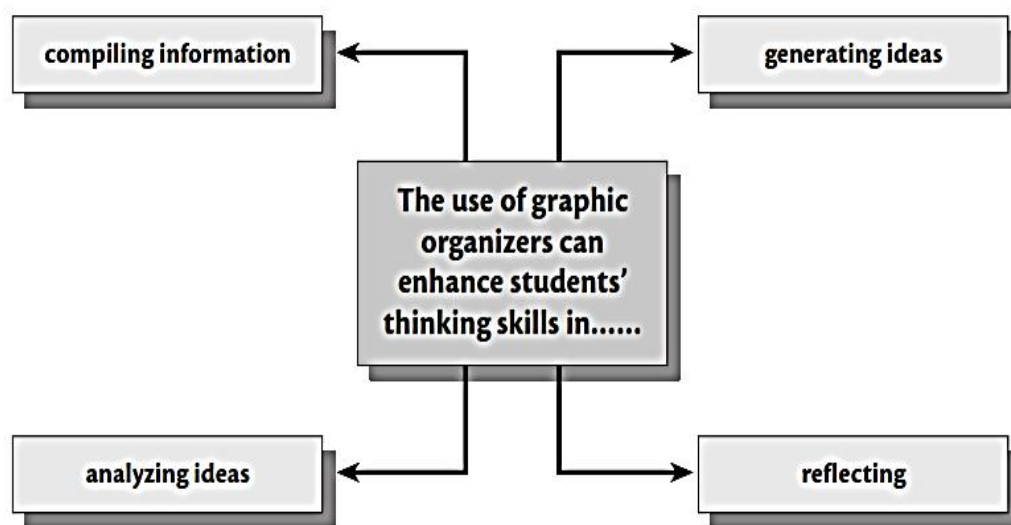 compiling information
generating ideas
The use of graphic
organizers can
enhance students’
thinking skills in......
analyzing ideas
reflecting